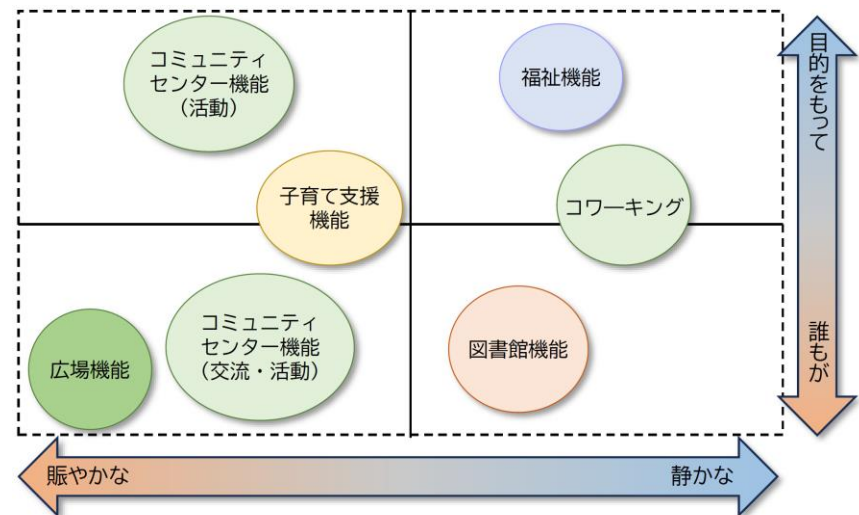 コミュニティ
センター機能
（活動）
福祉機能
子育て支援
機能
コワーキング
広場機能
コミュニティ
センター機能
（交流・活動）
図書館機能
目的をもって
誰もが
賑やかな
静かな